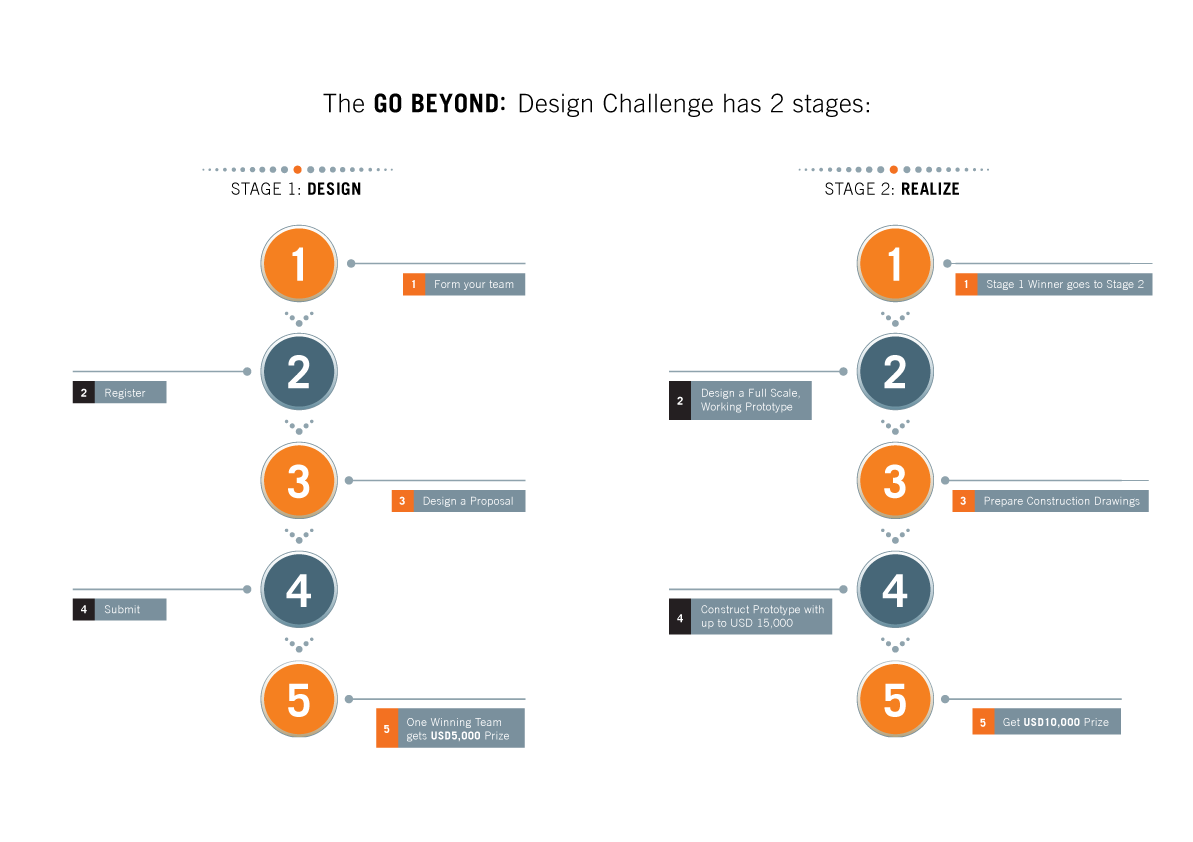 The GO BEYOND: Design Challenge has 2 stages:
STAGE 1: DESIGN
1
1 Form your team
2
2 Register
3
3 Design a Proposal
4
4 Submit
5
5 One Winning Team
gets USD5,000 Prize
STAGE 2: REALIZE
1
1 Stage 1 Winner goes to Stage 2
2
2 Design a Full Scale,
Working Prototype
3
3 Prepare Construction Drawings
4
4 Construct Prototype with
up to USD 15,000
5
5 Get USD10,000 Prize